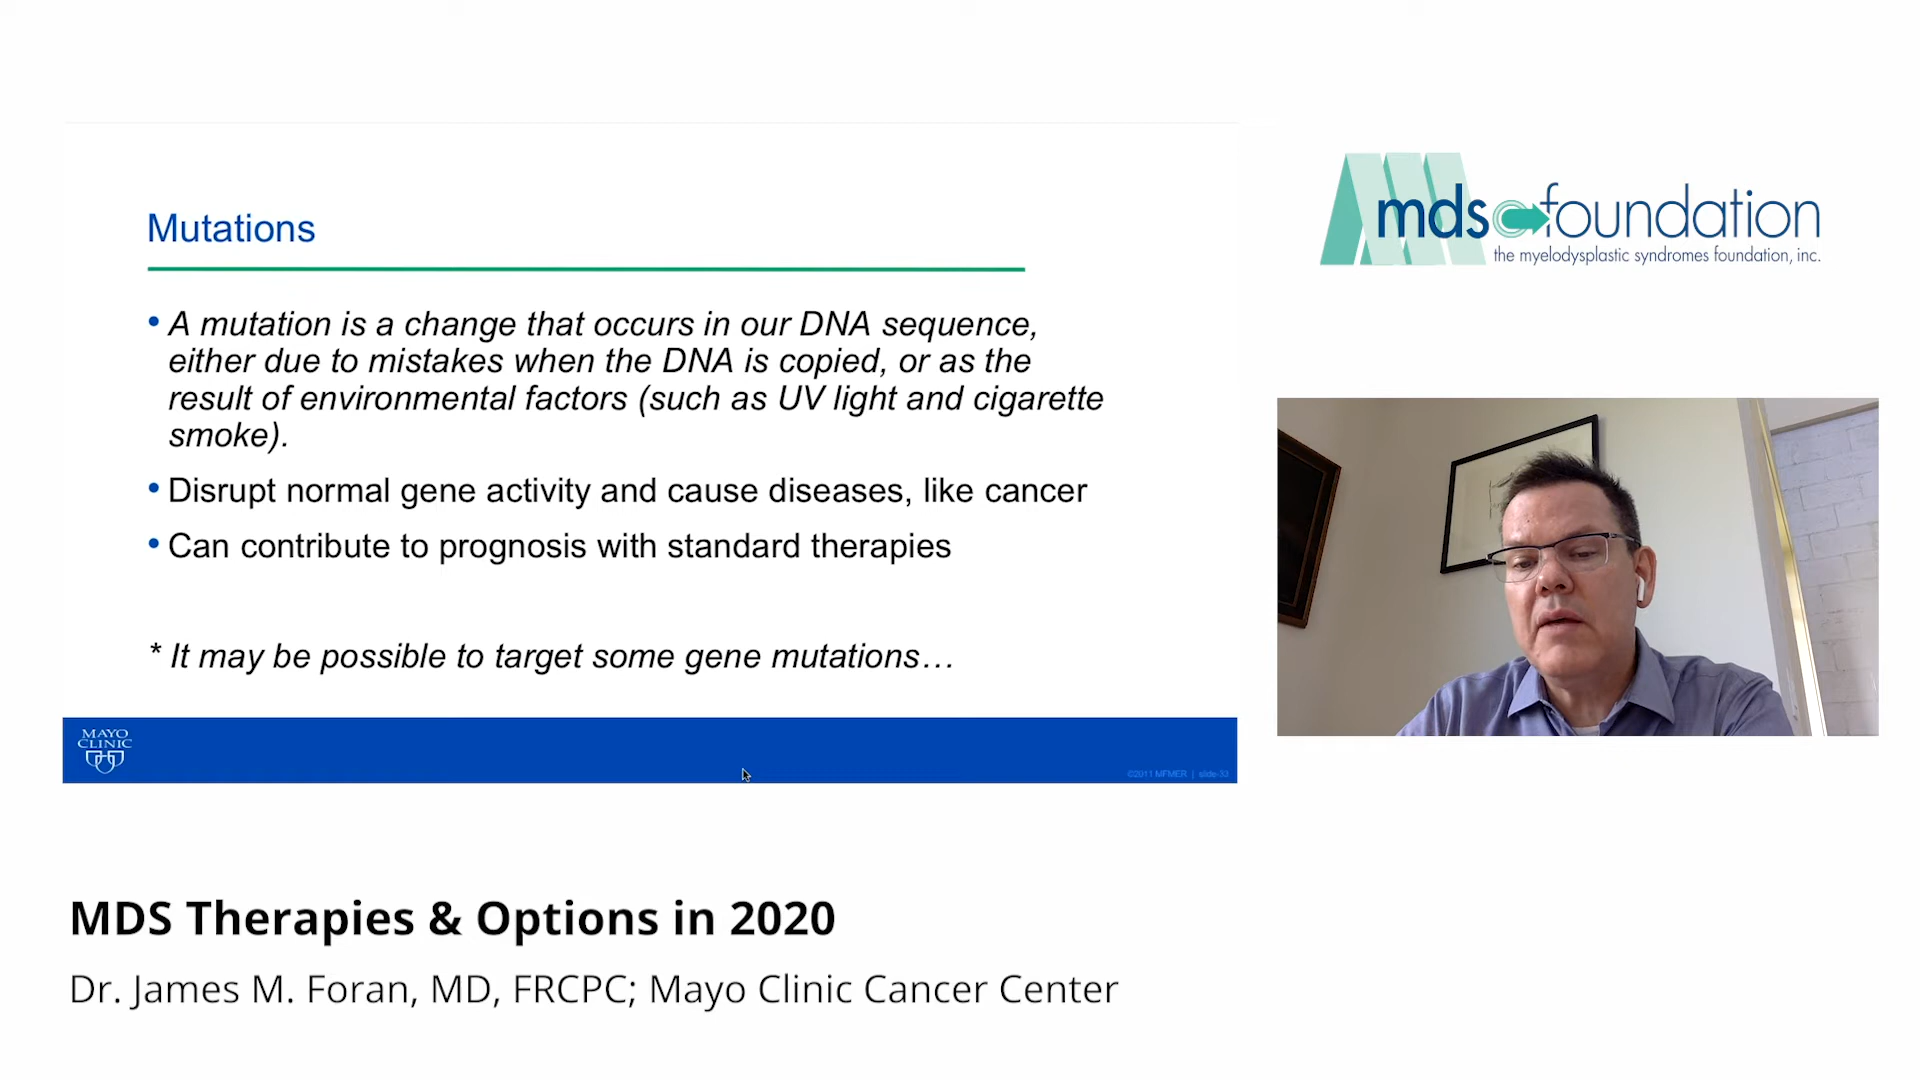 mds foundation
the myelodysplastic syndromes foundation, inc.
Mutations
• A mutation is a change that occurs in our DNA sequence,
either due to mistakes when the DNA is copied, or as the
result of environmental factors (such as UV light and cigarette
smoke).
• Disrupt normal gene activity and cause diseases, like cancer
• Can contribute to prognosis with standard therapies
* It may be possible to target some gene mutations…
MAYO
CLINIC
©2011 MFMER | slide-33
MDS Therapies & Options in 2020
Dr. James M. Foran, MD, FRCPC; Mayo Clinic Cancer Center